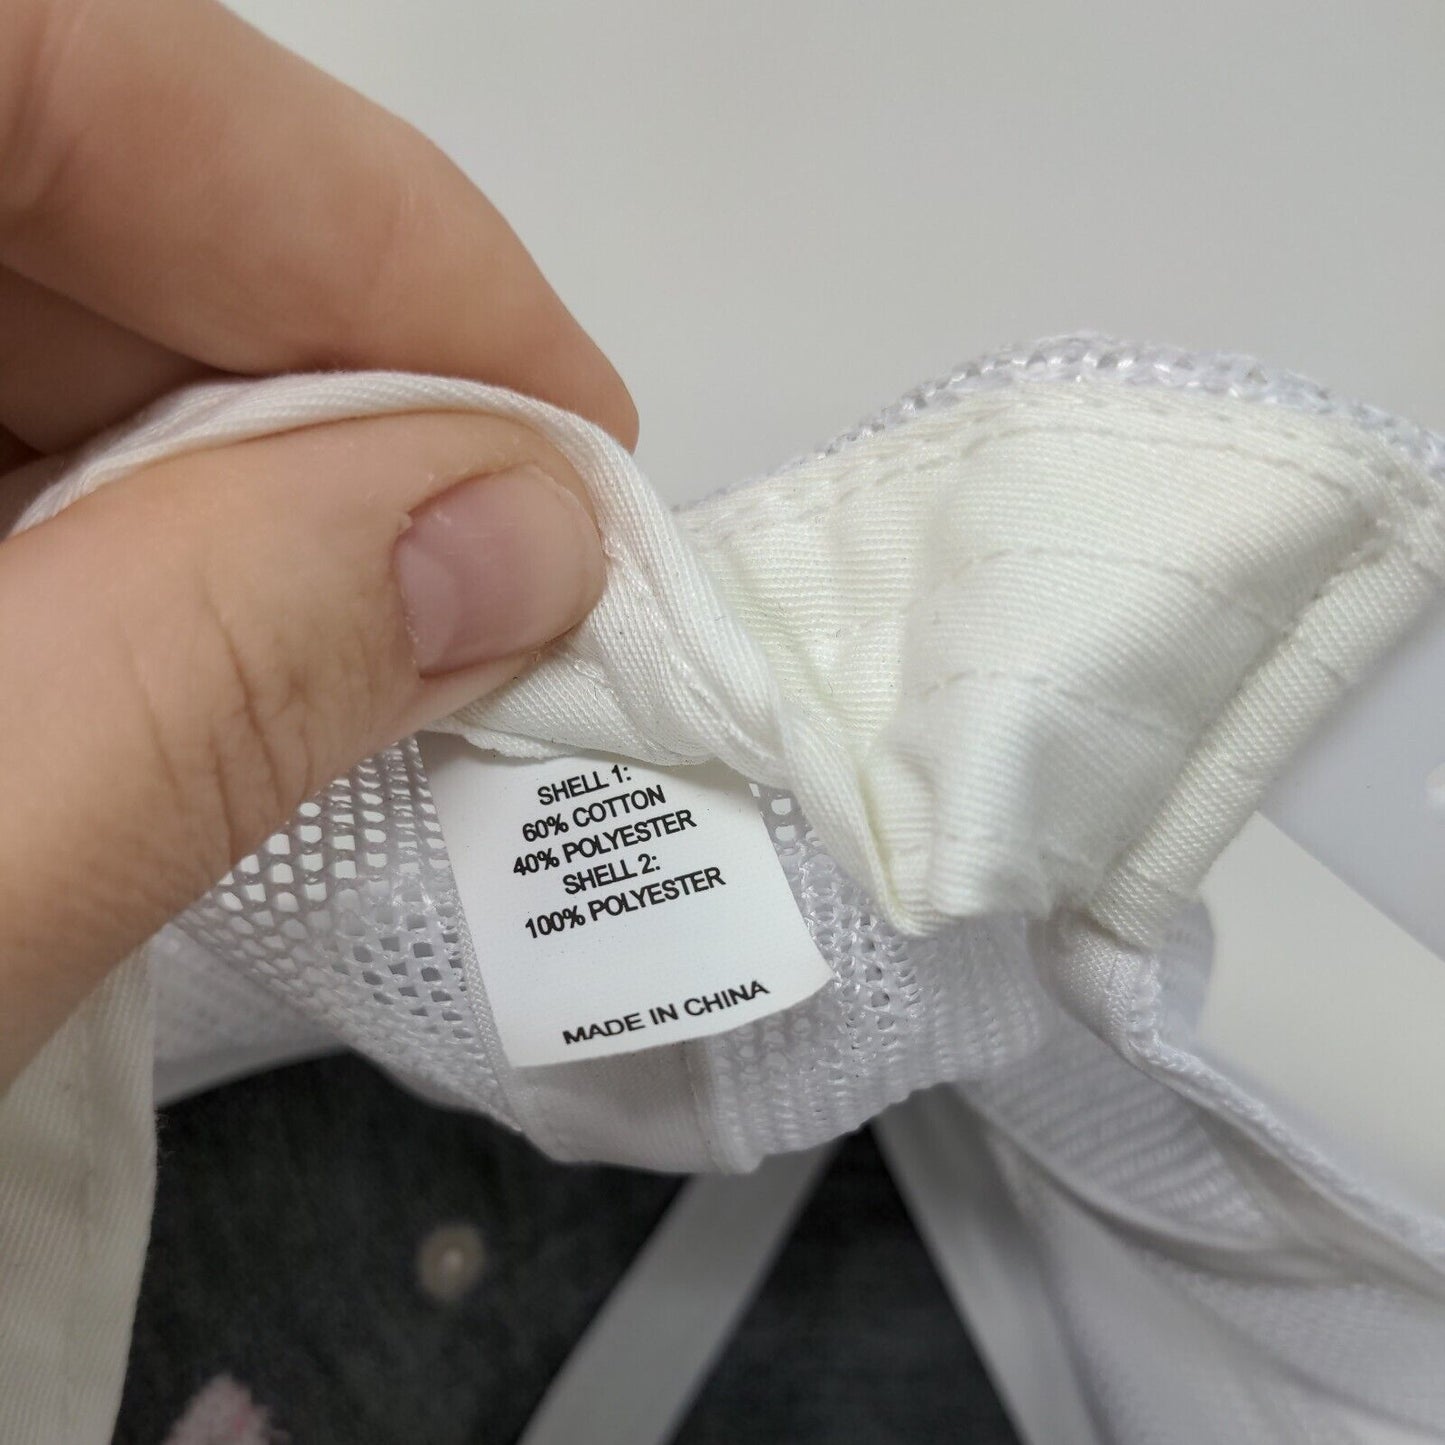 SHELL 1:
60% COTTON
40% POLYESTER
SHELL 2:
100% POLYESTER
MADE IN CHINA